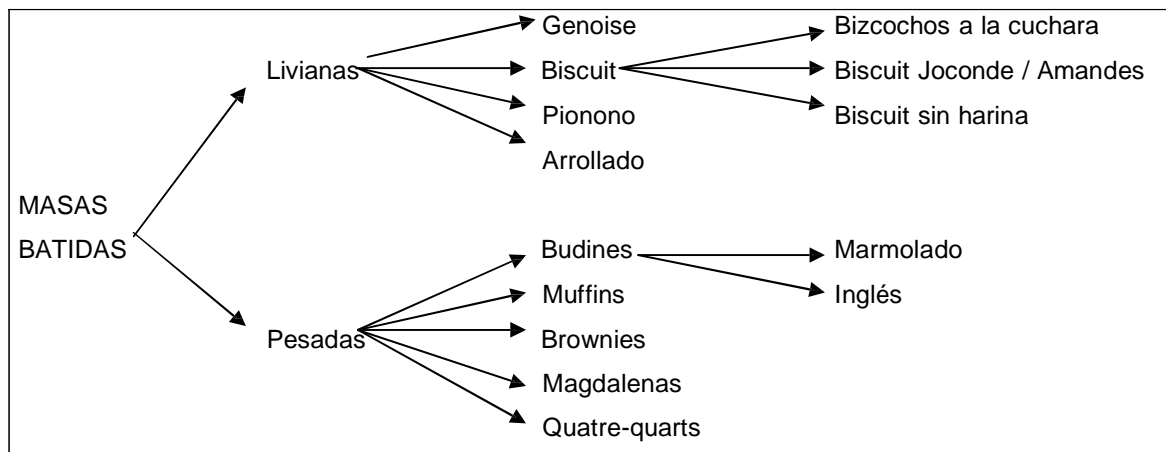 MASAS
BATIDAS
Livianas
Genoise
Biscuit
Pionono
Arrollado
Bizcochos a la cuchara
Biscuit Joconde / Amandes
Biscuit sin harina
Pesadas
Budines
Muffins
Brownies
Magdalenas
Quatre-quarts
Marmolado
Inglés